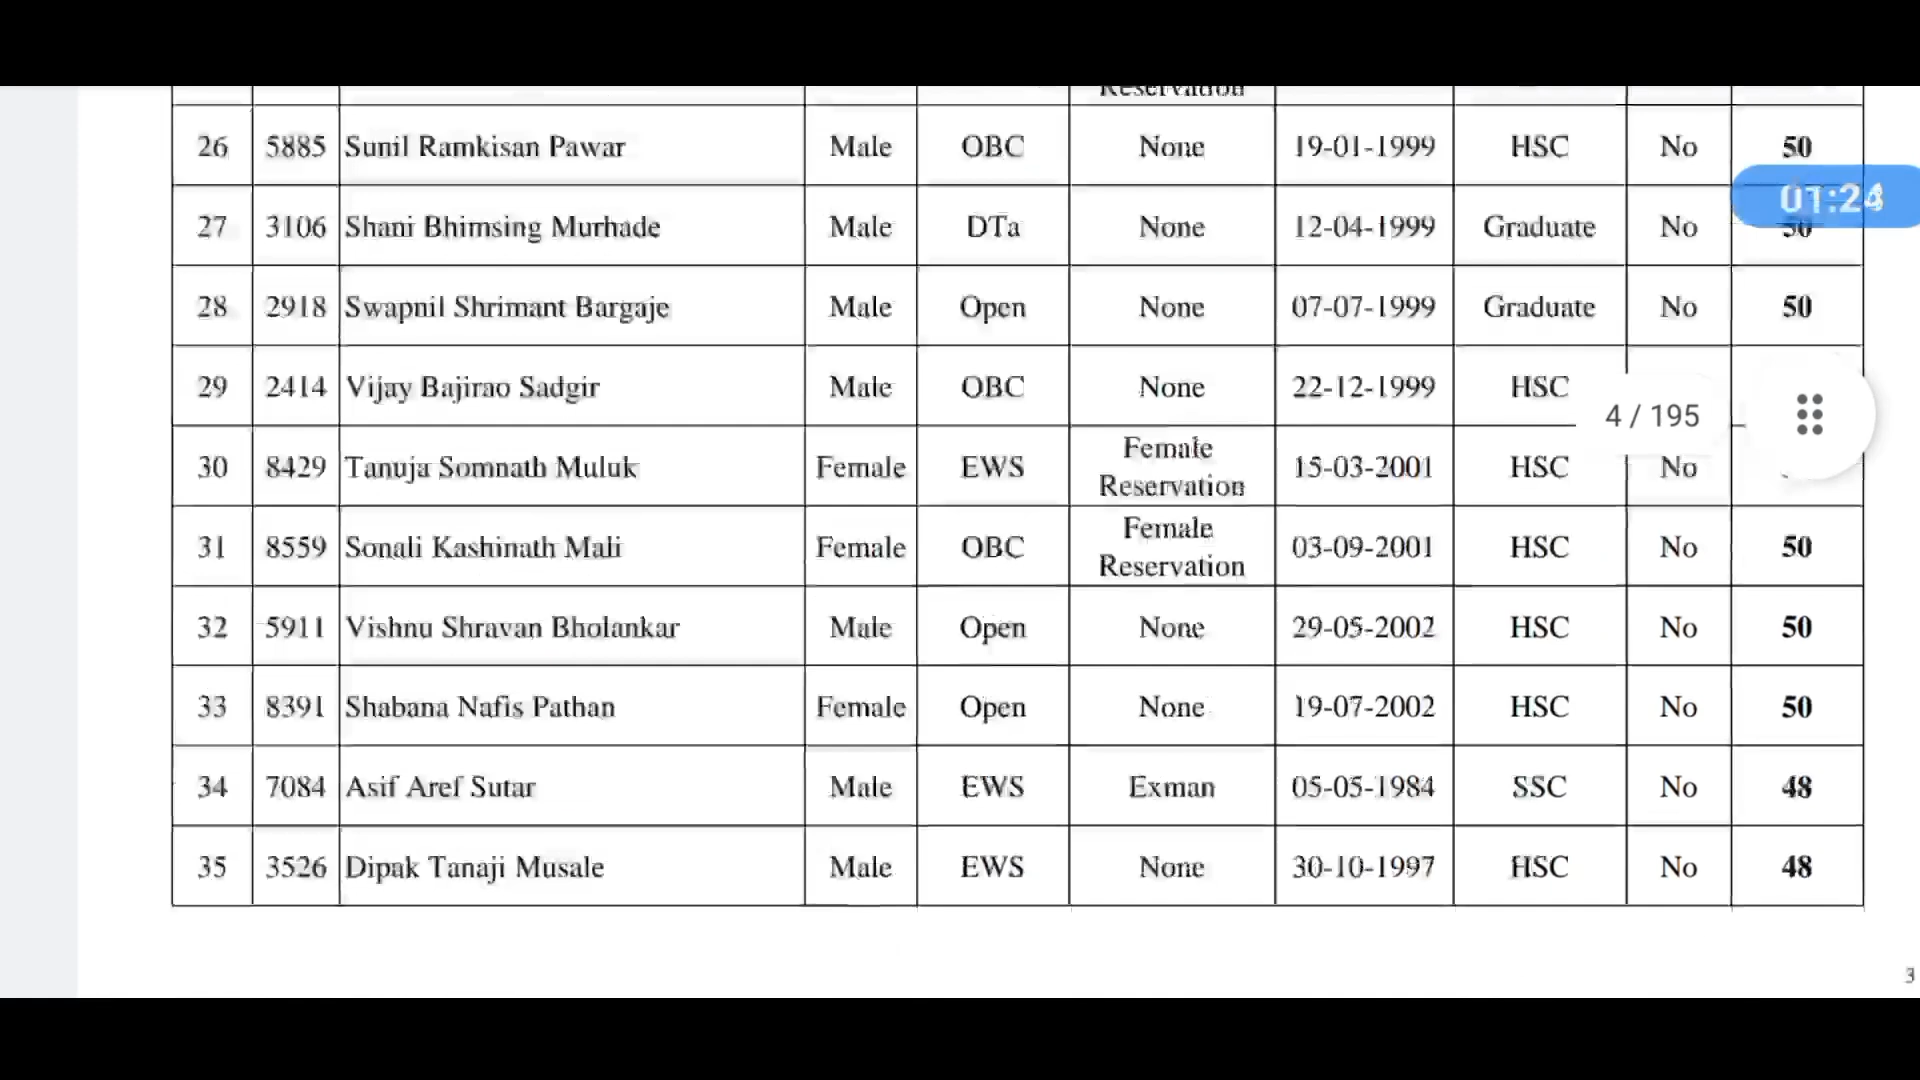 Reservation
26 5885 Sunil Ramkisan Pawar Male OBC None 19-01-1999 HSC No 50
27 3106 Shani Bhimsing Murhade Male DTa None 12-04-1999 Graduate No 50
28 2918 Swapnil Shrimant Bargaje Male Open None 07-07-1999 Graduate No 50
29 2414 Vijay Bajirao Sadgir Male OBC None 22-12-1999 HSC
30 8429 Tanuja Somnath Muluk Female EWS Female Reservation 15-03-2001 HSC No
31 8559 Sonali Kashinath Mali Female OBC Female Reservation 03-09-2001 HSC No 50
32 5911 Vishnu Shravan Bholankar Male Open None 29-05-2002 HSC No 50
33 8391 Shabana Nafis Pathan Female Open None 19-07-2002 HSC No 50
34 7084 Asif Aref Sutar Male EWS Exman 05-05-1984 SSC No 48
35 3526 Dipak Tanaji Musale Male EWS None 30-10-1997 HSC No 48
4 / 195
3